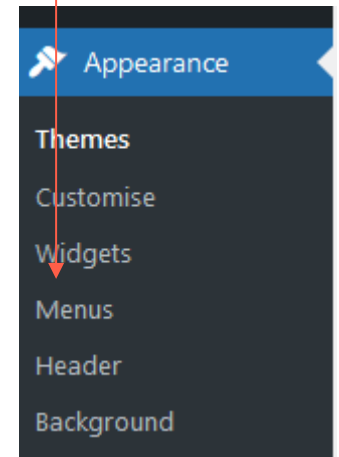 Appearance
Themes
Customise
Widgets
Menus
Header
Background